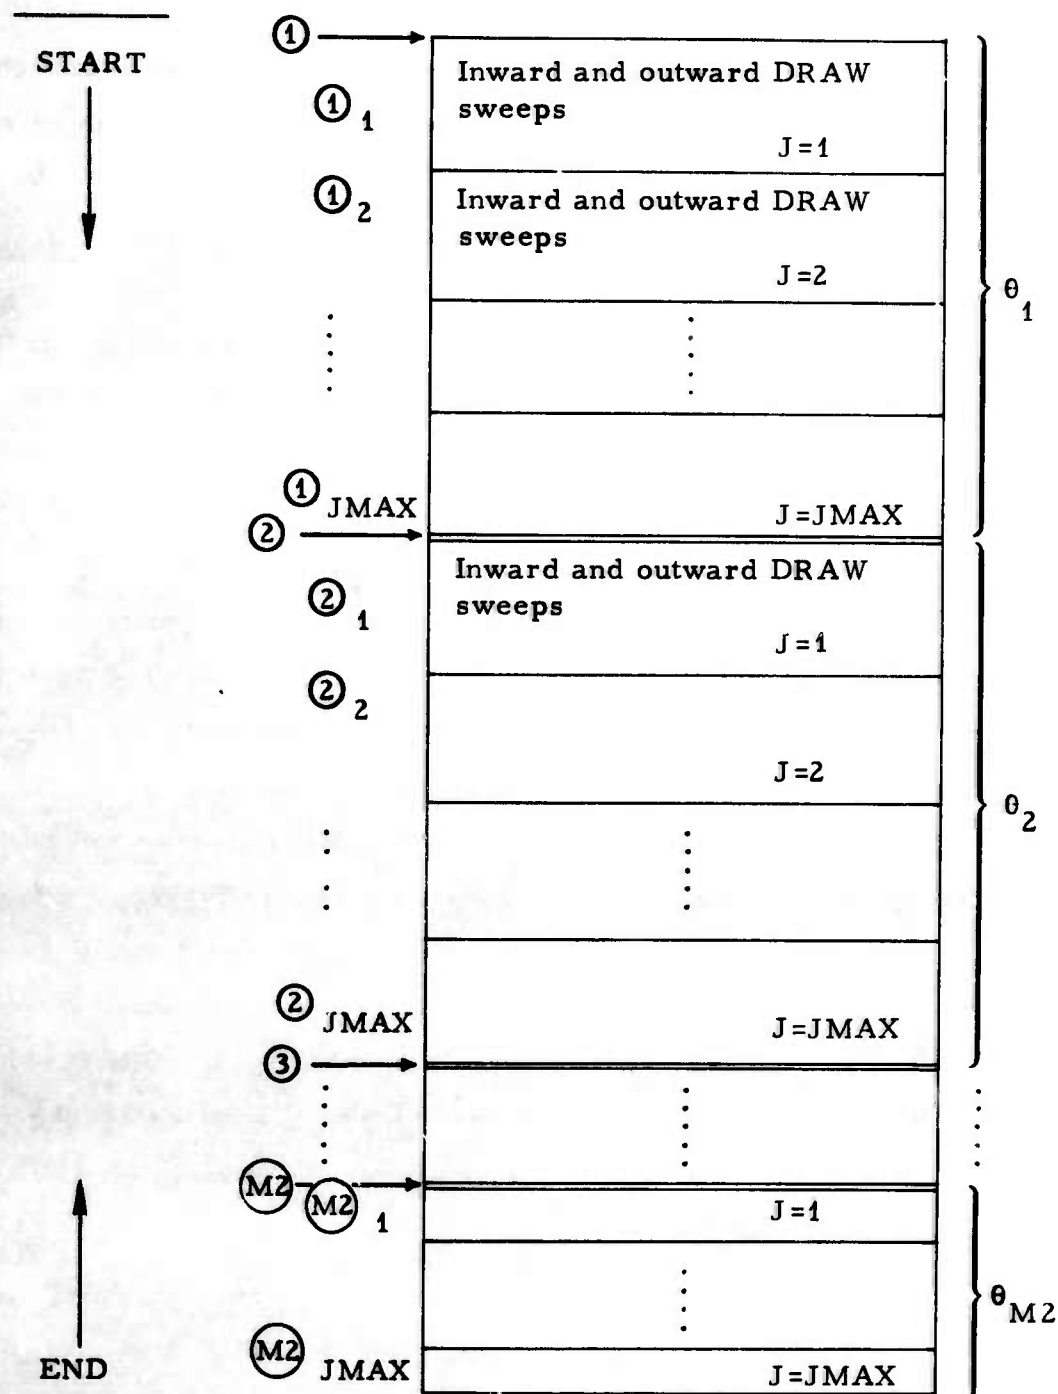 ①
START
Inward and outward DRAW
sweeps
①₁
J=1
①₂
Inward and outward DRAW
sweeps
J=2
θ₁
①JMAX
J=JMAX
②
Inward and outward DRAW
sweeps
②₁
J=1
②₂
J=2
θ₂
②JMAX
J=JMAX
③
M2
M2 1
J=1
θM2
M2 JMAX
END
J=JMAX